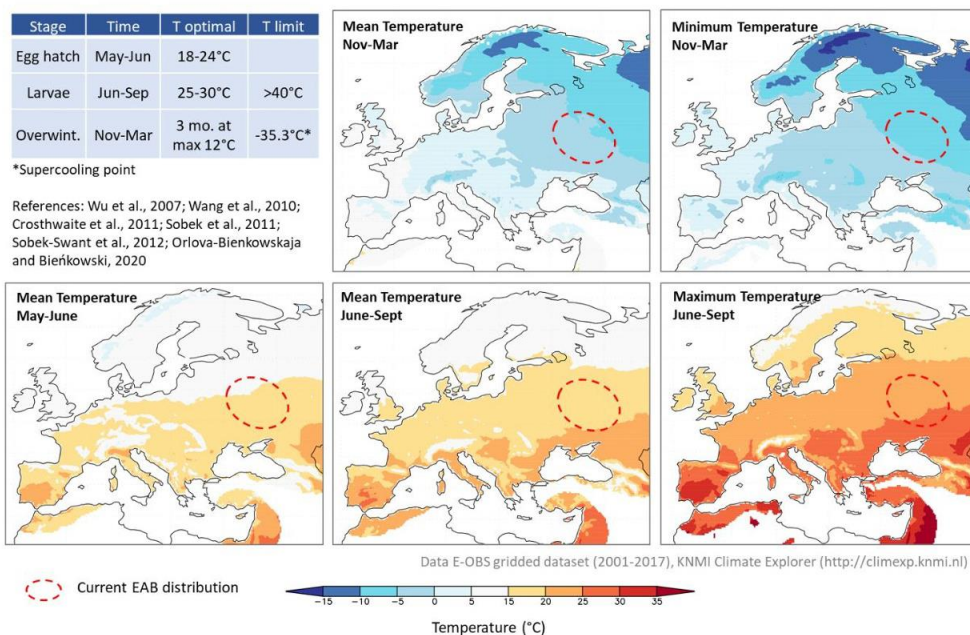 Stage Time T optimal T limit
Egg hatch May-Jun 18-24°C
Larvae Jun-Sep 25-30°C >40°C
Overwint. Nov-Mar 3 mo. at max 12°C -35.3°C*
*Supercooling point
References: Wu et al., 2007; Wang et al., 2010;
Crosthwaite et al., 2011; Sobek et al., 2011;
Sobek-Swant et al., 2012; Orlova-Bienkowskaja
and Bieńkowski, 2020
Mean Temperature
Nov-Mar
Minimum Temperature
Nov-Mar
Mean Temperature
May-June
Mean Temperature
June-Sept
Maximum Temperature
June-Sept
Data E-OBS gridded dataset (2001-2017), KNMI Climate Explorer (http://climexp.knmi.nl)
Current EAB distribution
-15 -10 -5 0 5 15 20 25 30 35
Temperature (°C)